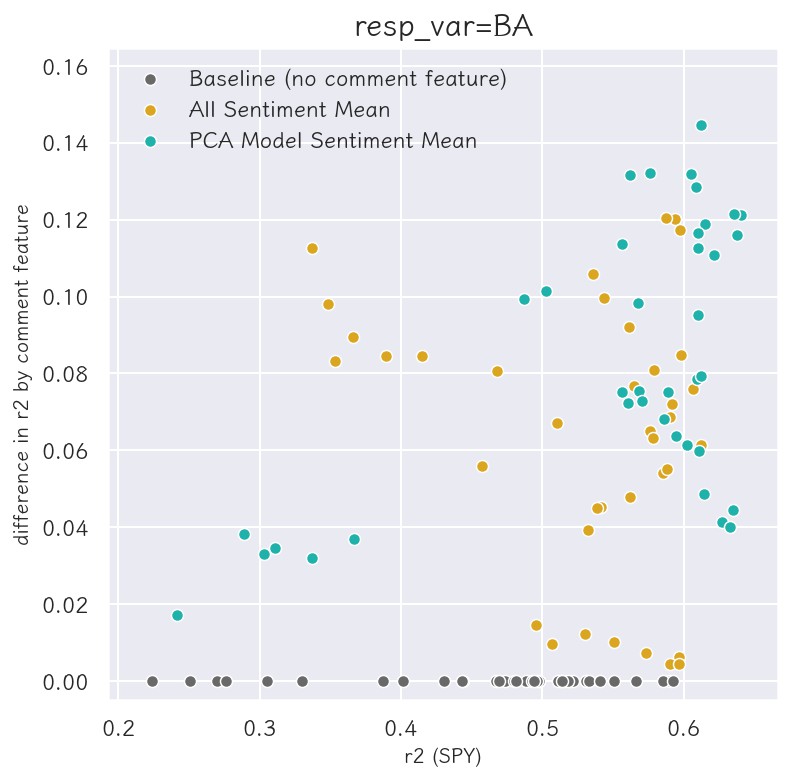 resp_var=BA
Baseline (no comment feature)
All Sentiment Mean
PCA Model Sentiment Mean
difference in r2 by comment feature
0.16
0.14
0.12
0.10
0.08
0.06
0.04
0.02
0.00
0.2 0.3 0.4 0.5 0.6
r2 (SPY)